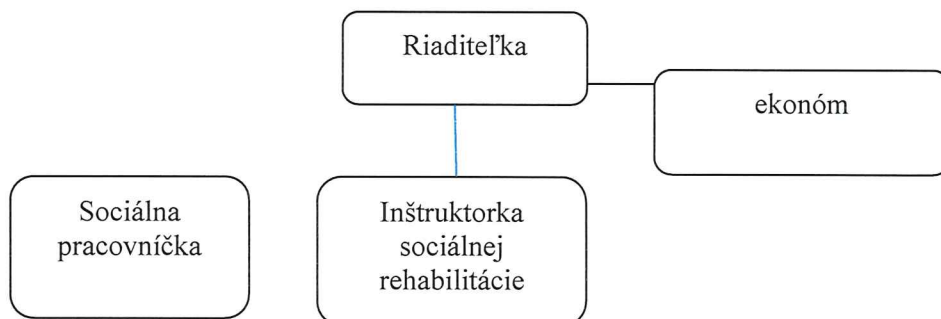 Riaditeľka
ekonóm
Sociálna
pracovníčka
Inštruktorka
sociálnej
rehabilitácie